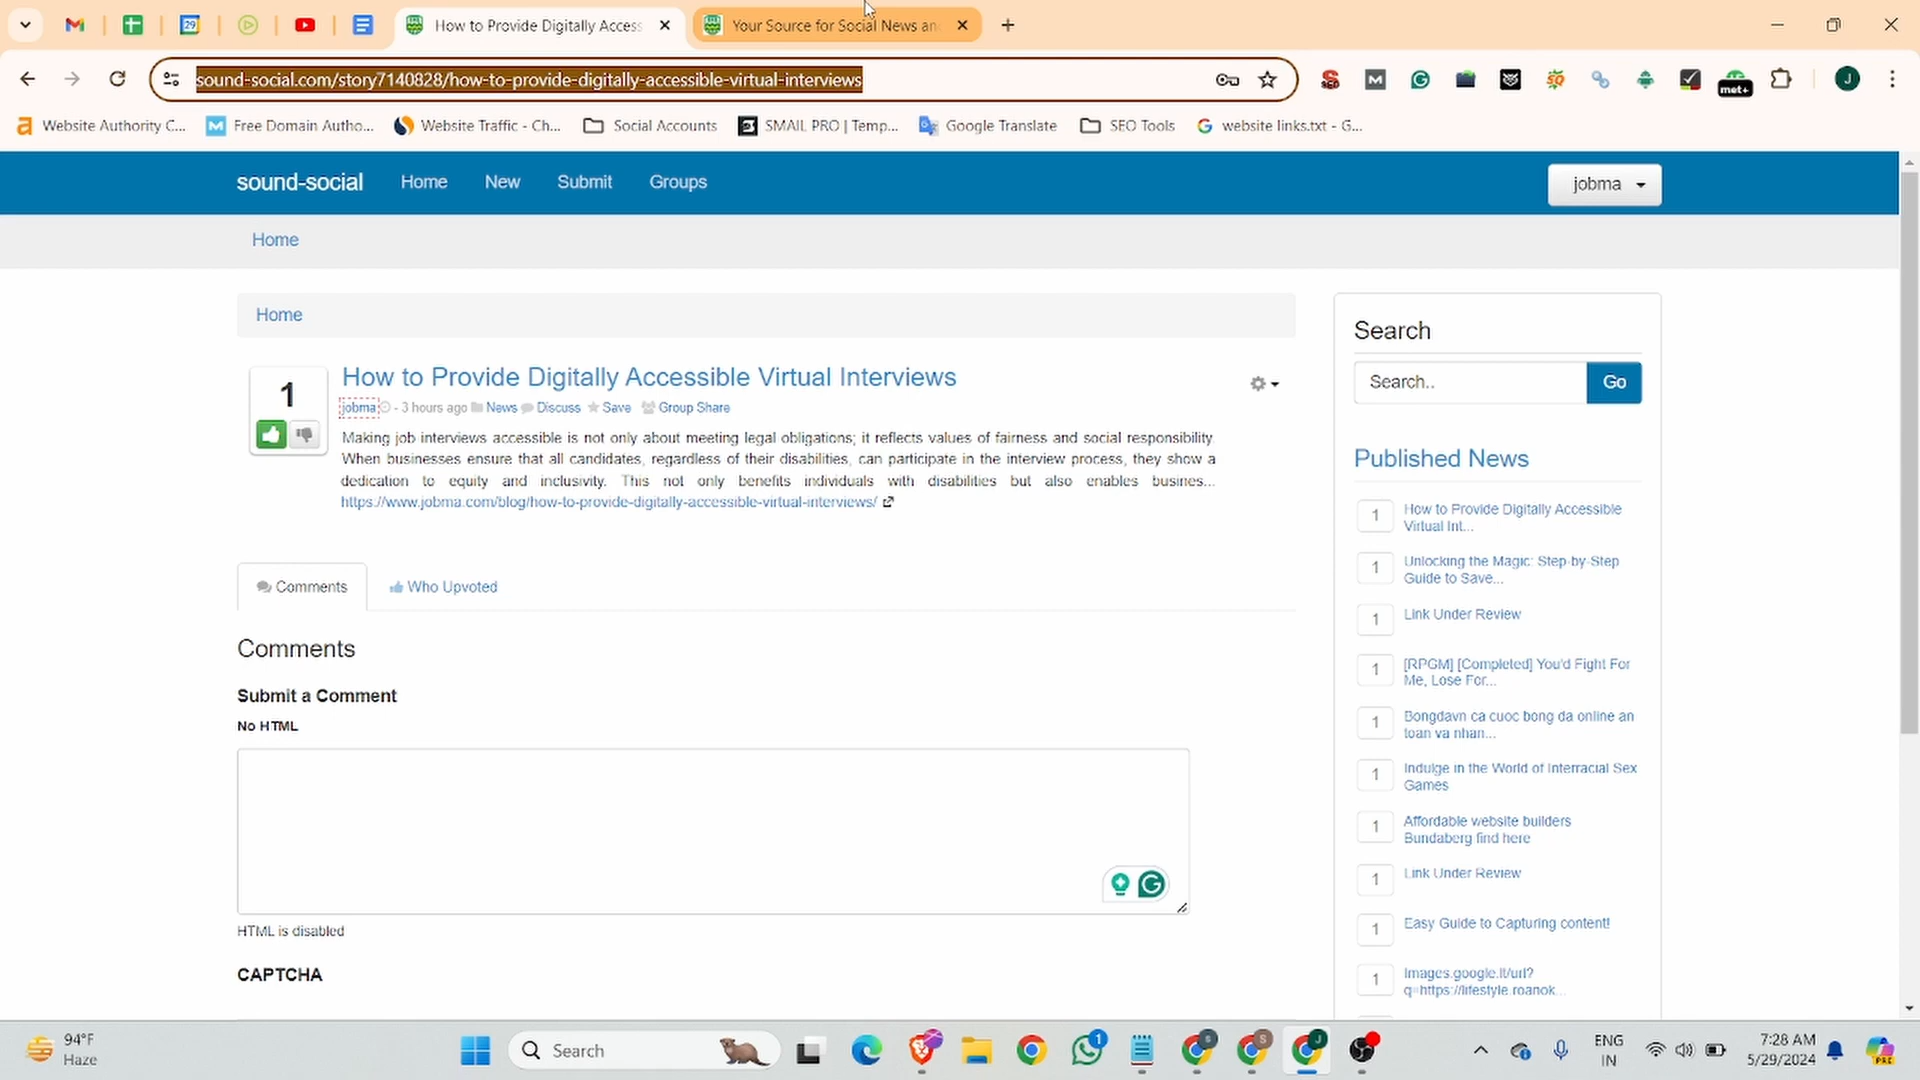 How to Provide Digitally Access
Your Source for Social News an
sound-social.com/story7140828/how-to-provide-digitally-accessible-virtual-interviews
met+
J
Website Authority C...
Free Domain Autho...
Website Traffic - Ch...
Social Accounts
SMAIL PRO | Temp...
Google Translate
SEO Tools
website links.txt - G...
sound-social
Home
New
Submit
Groups
jobma
Home
Home
1
How to Provide Digitally Accessible Virtual Interviews
jobma - 3 hours ago News Discuss Save Group Share
Making job interviews accessible is not only about meeting legal obligations; it reflects values of fairness and social responsibility.
When businesses ensure that all candidates, regardless of their disabilities, can participate in the interview process, they show a
dedication to equity and inclusivity. This not only benefits individuals with disabilities but also enables busines...
https://www.jobma.com/blog/how-to-provide-digitally-accessible-virtual-interviews/
Comments
Who Upvoted
Comments
Submit a Comment
No HTML
HTML is disabled
CAPTCHA
Search
Search..
Go
Published News
1
How to Provide Digitally Accessible
Virtual Int...
1
Unlocking the Magic: Step-by-Step
Guide to Save...
1
Link Under Review
1
[RPGM] [Completed] You'd Fight For
Me, Lose For...
1
Bongdavn ca cuoc bong da online an
toan va nhan...
1
Indulge in the World of Interracial Sex
Games
1
Affordable website builders
Bundaberg find here
1
Link Under Review
1
Easy Guide to Capturing content!
1
Images.google.lt/url?
q=https://lifestyle.roanok...
94°F
Haze
Search
1
ENG
IN
7:28 AM
5/29/2024